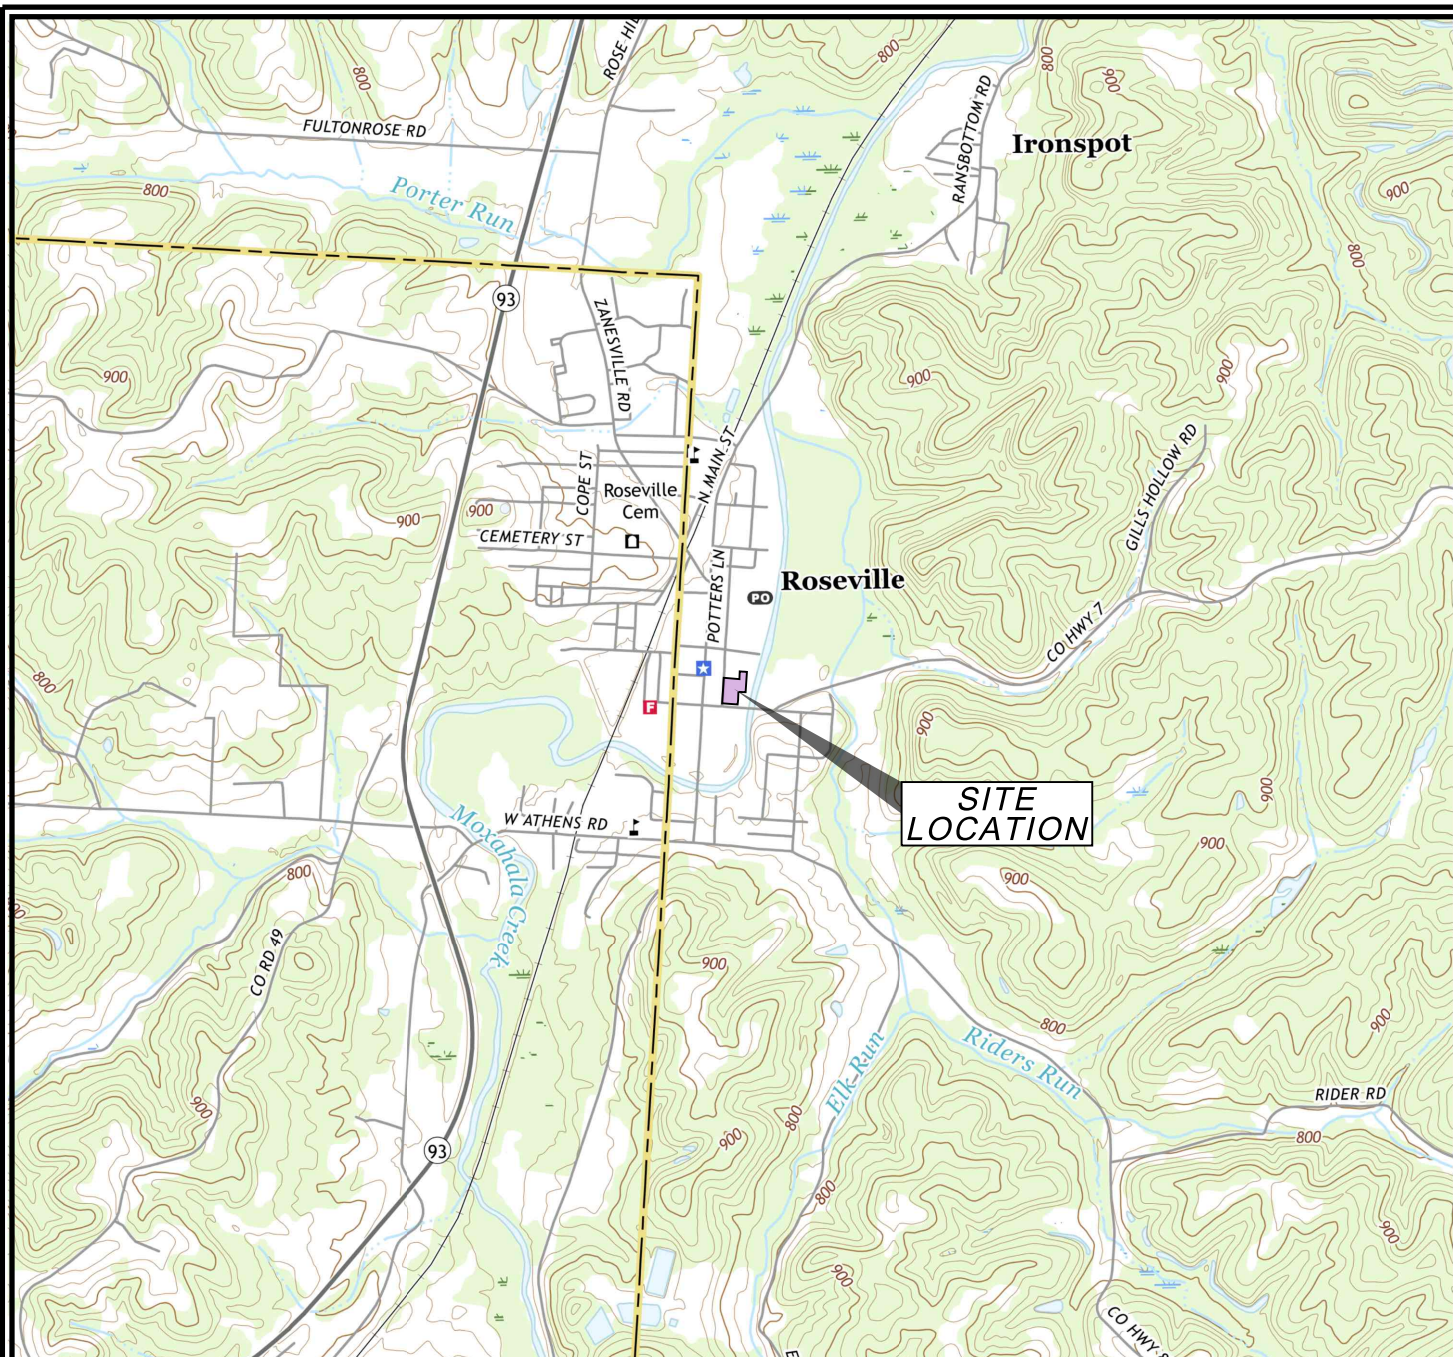 ROSE HIL
800
800
800
900
FULTONROSE RD
RANSBOTTOM RD
Ironspot
800
Porter Run
900
800
93
ZANESVILLE RD
900
900
900
N MAIN ST
COPE ST
Roseville
Cem
900
900
CEMETERY ST
GILLS HOLLOW RD
POTTERS LN
PO
Roseville
CO HWY 7
800
F
900
900
SITE
LOCATION
W ATHENS RD
Moxahala Creek
900
800
900
CO RD 49
900
800
900
Elk Run
Riders Run
RIDER RD
900
800
900
800
93
800
900
900
CO HWY 8
E